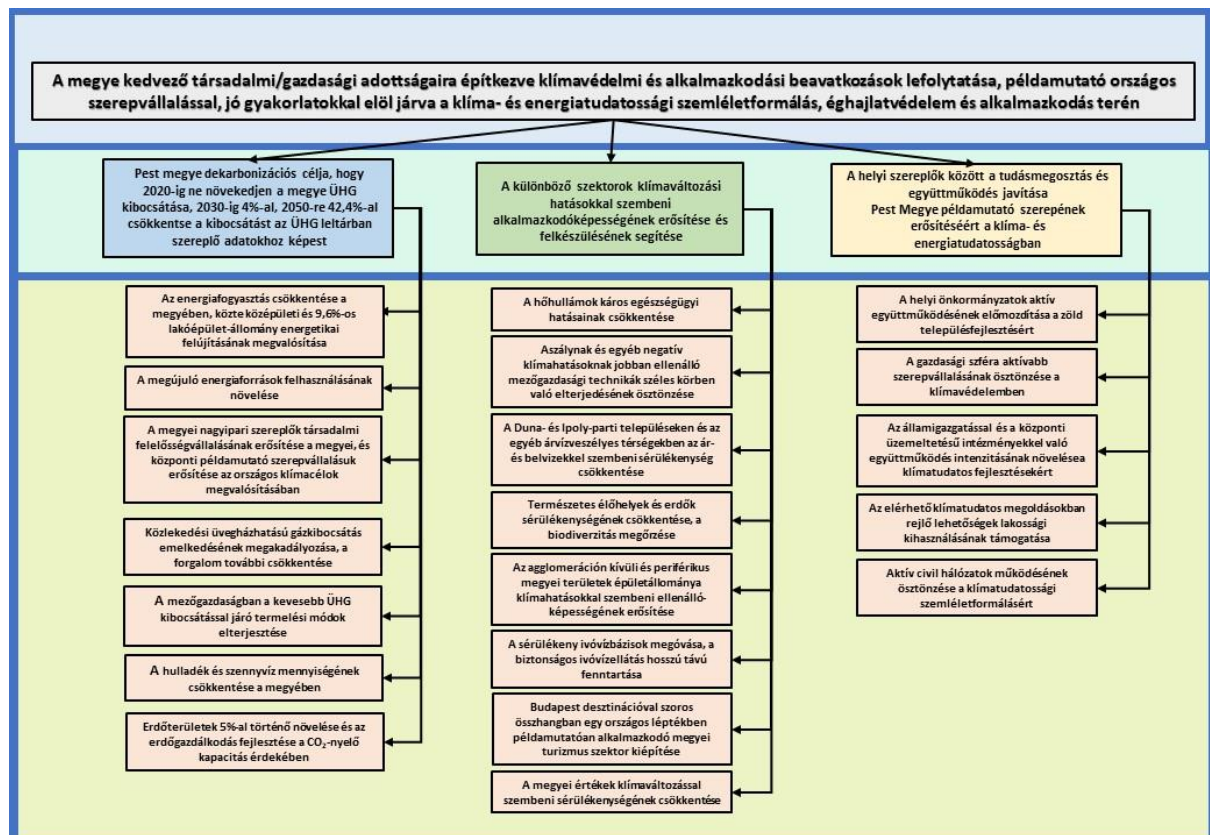 A megye kedvező társadalmi/gazdasági adottságaira építkezve klímavédelmi és alkalmazkodási beavatkozások lefolytatása, példamutató országos
szerepvállalással, jó gyakorlatokkal elöl járva a klíma- és energiatudatossági szemléletformálás, éghajlatvédelem és alkalmazkodás terén
Pest megye dekarbonizációs célja, hogy
2020-ig ne növekedjen a megye ÜHG
kibocsátása, 2030-ig 4%-al, 2050-re 42,4%-al
csökkentse a kibocsátást az ÜHG leltárban
szereplő adatokhoz képest
Az energiafogyasztás csökkentése a
megyében, közte középületi és 9,6%-os
lakóépület-állomány energetikai
felújításának megvalósítása
A megújuló energiaforrások felhasználásának
növelése
A megyei nagyipari szereplők társadalmi
felelősségvállalásának erősítése a megyei, és
központi példamutató szerepvállalásuk
erősítése az országos klímacélok
megvalósításában
Közlekedési üvegházhatású gázkibocsátás
emelkedésének megakadályozása, a
forgalom további csökkentése
A mezőgazdaságban a kevesebb ÜHG
kibocsátással járó termelési módok
elterjesztése
A hulladék és szennyvíz mennyiségének
csökkentése a megyében
Erdőterületek 5%-al történő növelése és az
erdőgazdálkodás fejlesztése a CO₂-nyelő
kapacitás érdekében
A különböző szektorok klímaváltozási
hatásokkal szembeni
alkalmazkodóképességének erősítése és
felkészülésének segítése
A hőhullámok káros egészségügyi
hatásainak csökkentése
Aszálynak és egyéb negatív
klímahatásoknak jobban ellenálló
mezőgazdasági technikák széles körben
való elterjedésének ösztönzése
A Duna- és Ipoly-parti településeken és az
egyéb árvízveszélyes térségekben az ár-
és belvizekkel szembeni sérülékenység
csökkentése
Természetes élőhelyek és erdők
sérülékenységének csökkentése, a
biodiverzitás megőrzése
Az agglomeráción kívüli és periférikus
megyei területek épületállománya
klímahatásokkal szembeni ellenálló-
képességének erősítése
A sérülékeny ivóvízbázisok megóvása, a
biztonságos ivóvízellátás hosszú távú
fenntartása
Budapest desztinációval szoros
összhangban egy országos léptékben
példamutatóan alkalmazkodó megyei
turizmus szektor kiépítése
A megyei értékek klímaváltozással
szembeni sérülékenységének csökkentése
A helyi szereplők között a tudásmegosztás és
együttműködés javítása
Pest Megye példamutató szerepének
erősítéséért a klíma- és
energiatudatosságban
A helyi önkormányzatok aktív
együttműködésének előmozdítása a zöld
településfejlesztésért
A gazdasági szféra aktívabb
szerepvállalásának ösztönzése a
klímavédelemben
Az államigazgatással és a központi
üzemeltetésű intézményekkel való
együttműködés intenzitásának növelésea
klímatudatos fejlesztésekért
Az elérhető klímatudatos megoldásokban
rejlő lehetőségek lakossági
kihasználásának támogatása
Aktív civil hálózatok működésének
ösztönzése a klímatudatossági
szemléletformálásért